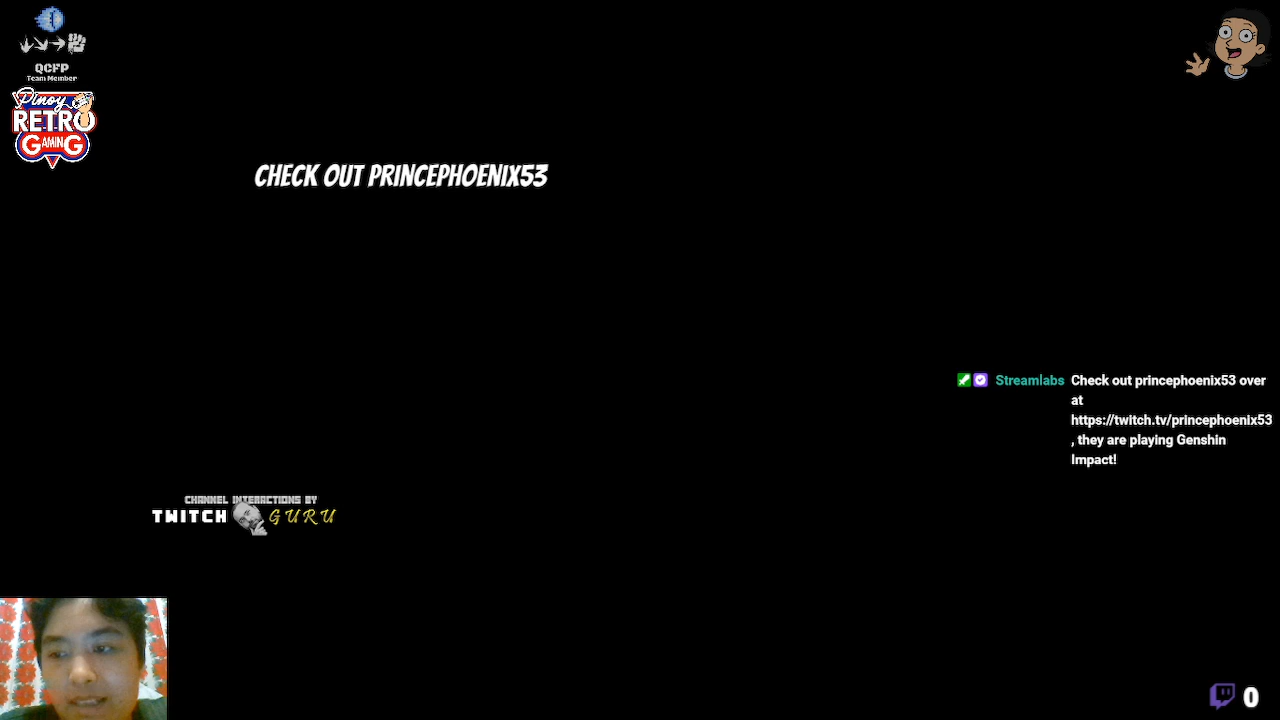 QCFP
Team Member
Pinoy
RETRO
GAMING
CHECK OUT PRINCEPHOENIX53
Streamlabs Check out princephoenix53 over
at
https://twitch.tv/princephoenix53
, they are playing Genshin
Impact!
CHANNEL INTERACTIONS BY
TWITCH GURU
0